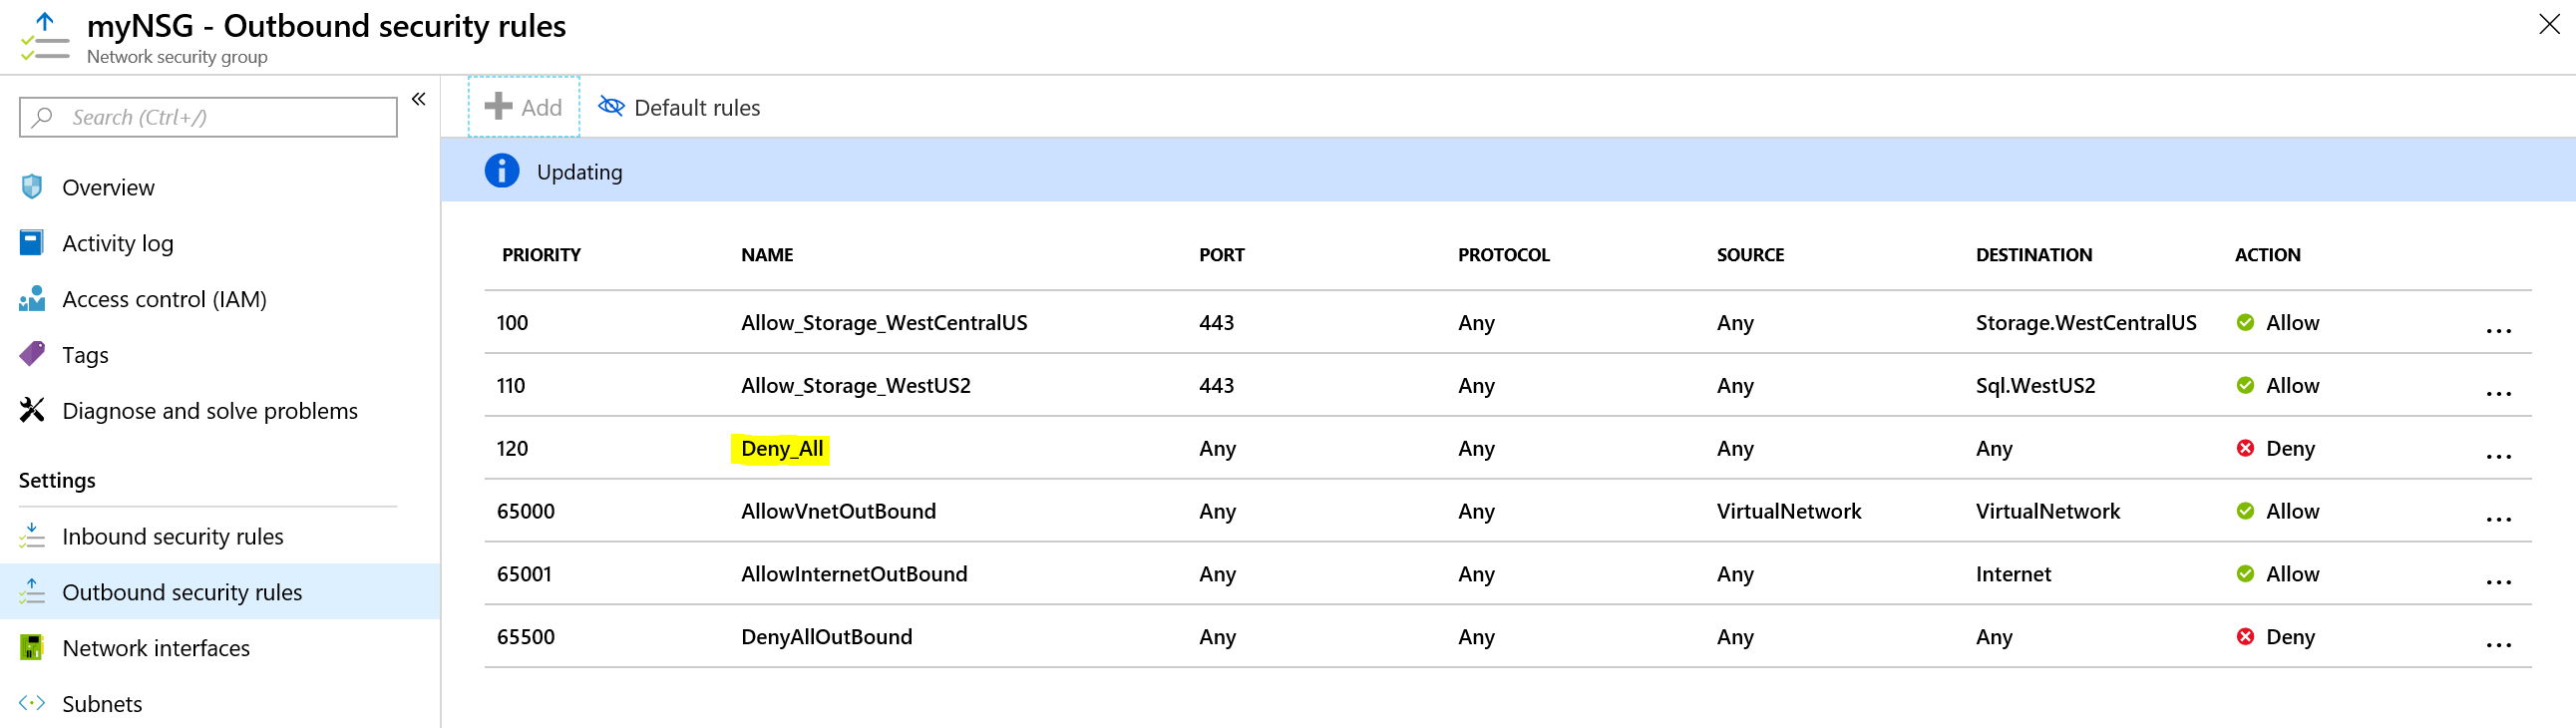 myNSG - Outbound security rules
Network security group
Search (Ctrl+/)
Overview
Activity log
Access control (IAM)
Tags
Diagnose and solve problems
Settings
Inbound security rules
Outbound security rules
Network interfaces
Subnets
Add Default rules
Updating
PRIORITY NAME PORT PROTOCOL SOURCE DESTINATION ACTION
100 Allow_Storage_WestCentralUS 443 Any Any Storage.WestCentralUS Allow ...
110 Allow_Storage_WestUS2 443 Any Any Sql.WestUS2 Allow ...
120 Deny_All Any Any Any Any Deny ...
65000 AllowVnetOutBound Any Any VirtualNetwork VirtualNetwork Allow ...
65001 AllowInternetOutBound Any Any Any Internet Allow ...
65500 DenyAllOutBound Any Any Any Any Deny ...